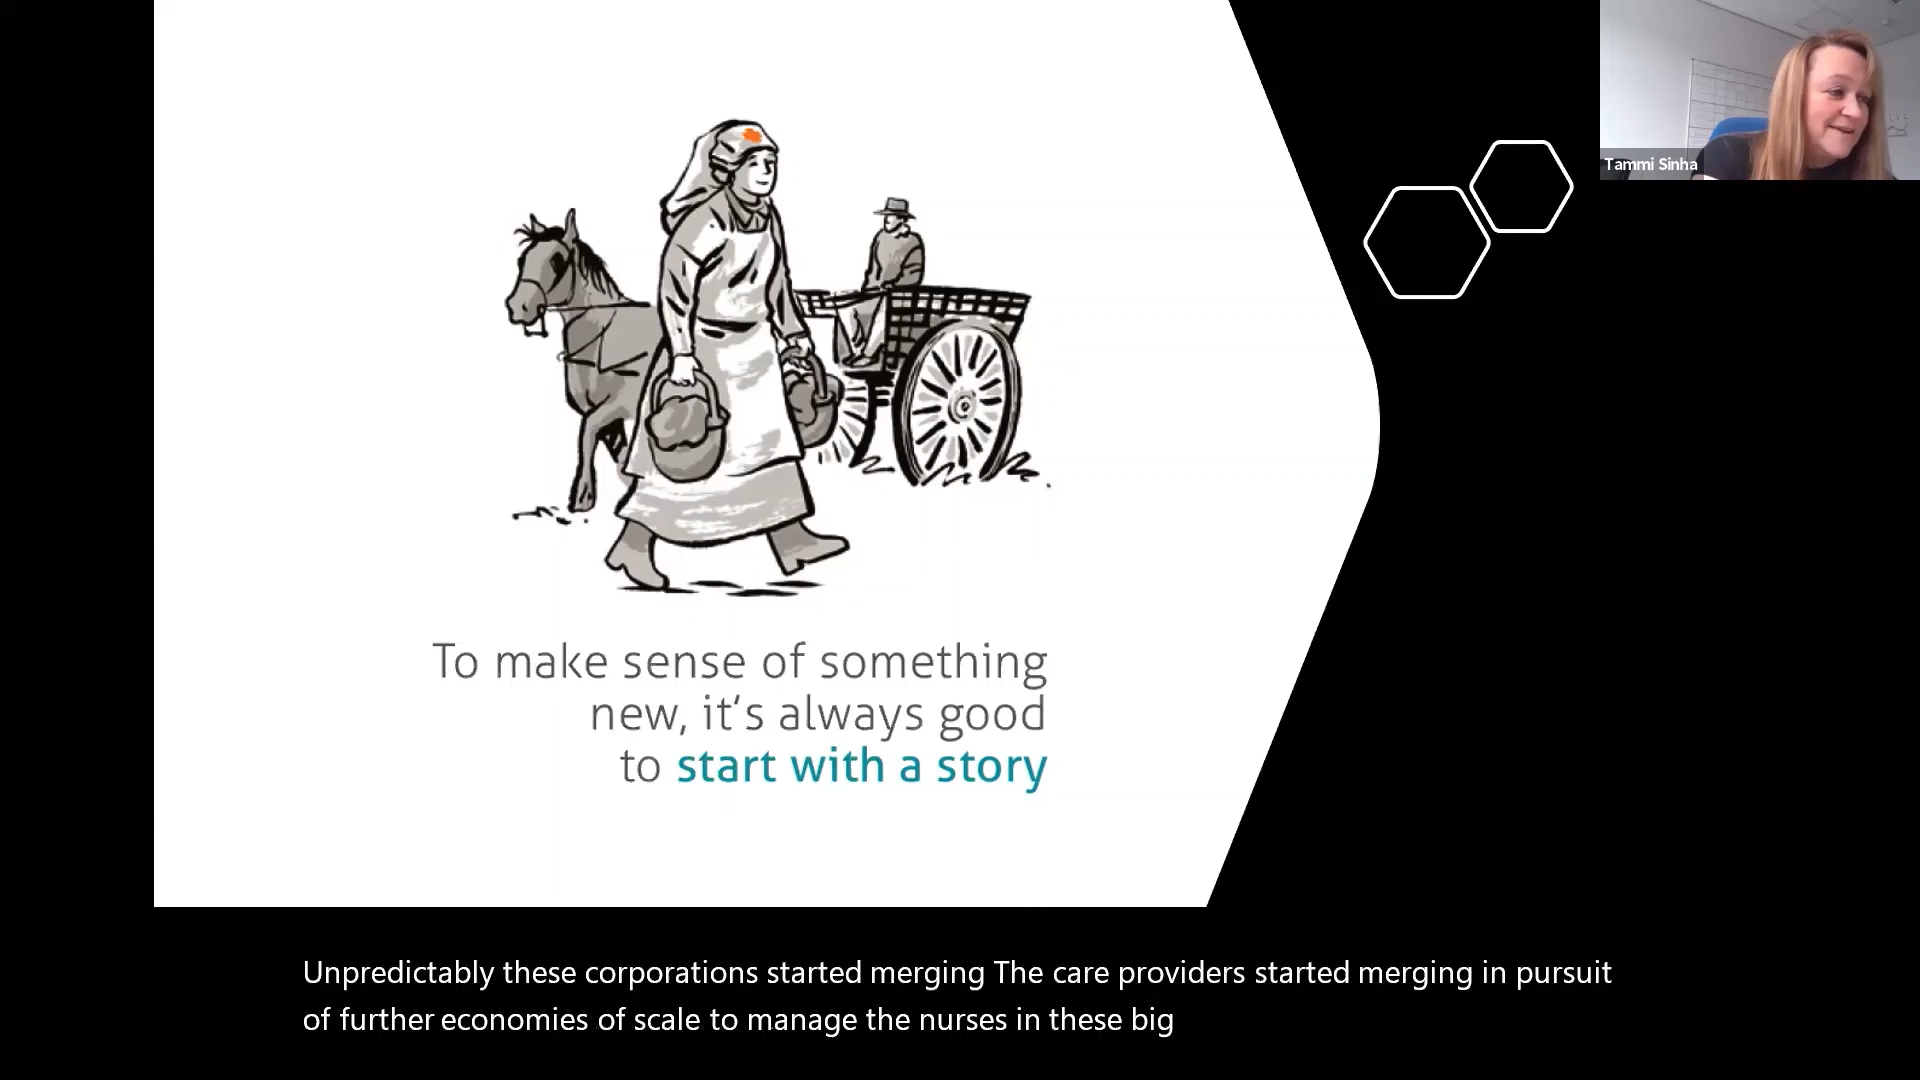 Tammi Sinha
To make sense of something
new, it's always good
to start with a story
Unpredictably these corporations started merging The care providers started merging in pursuit
of further economies of scale to manage the nurses in these big